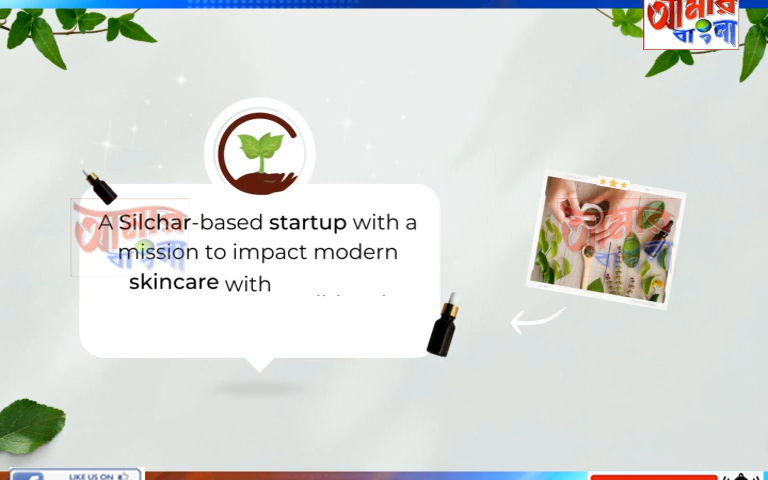 আমার
বাংলা
A Silchar-based startup with a
mission to impact modern
skincare with
LIKE US ON